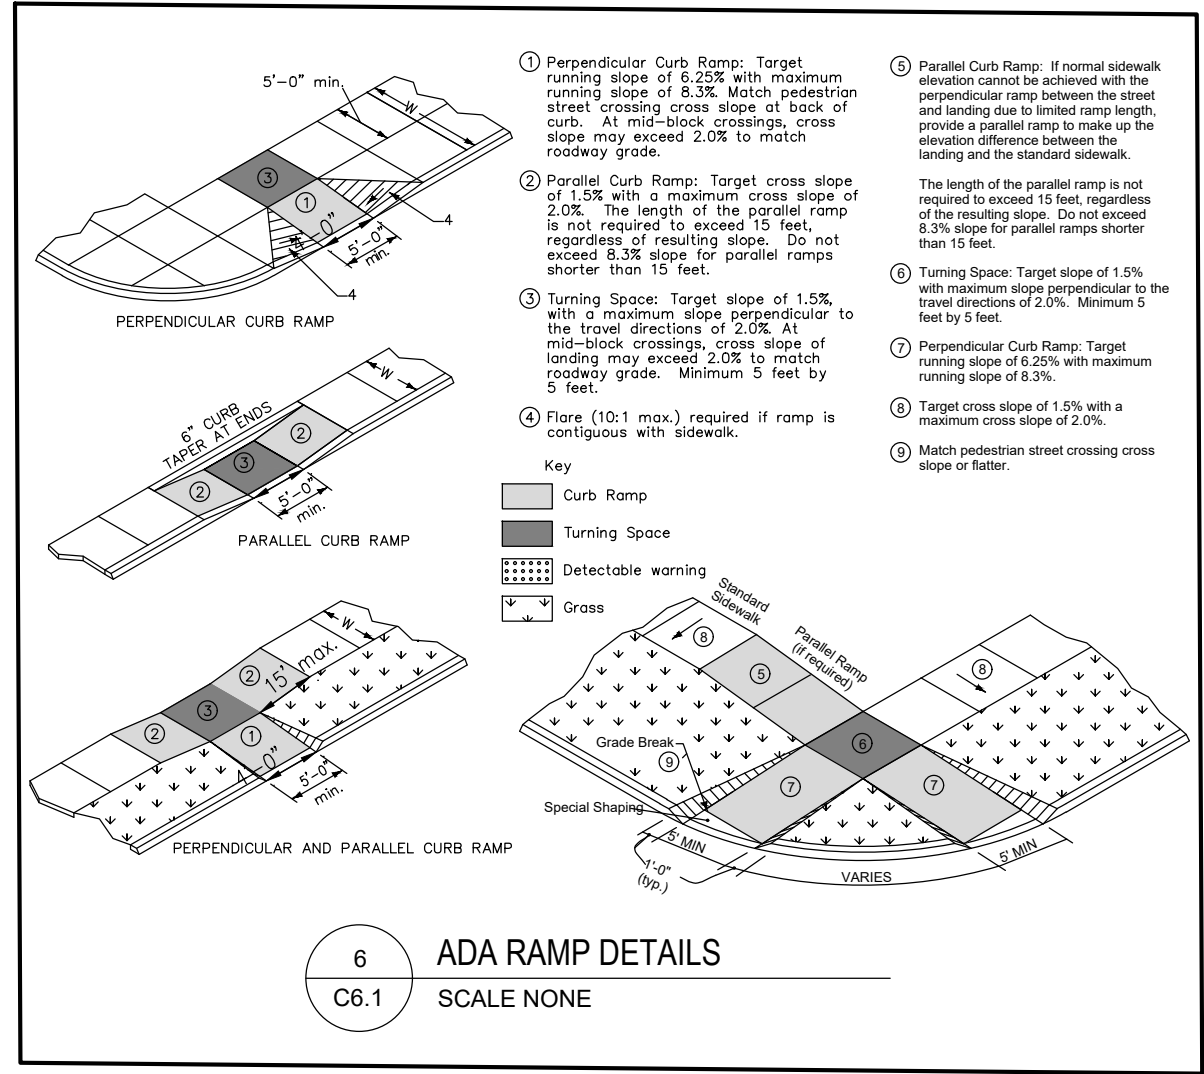 5'-0" min.
W
3
1
4'-0"
5'-0"
min.
4
4
PERPENDICULAR CURB RAMP
W
6" CURB
TAPER AT ENDS
2
3
2
5'-0"
min.
PARALLEL CURB RAMP
W
2
15' max.
3
2
1
4'-0"
5'-0"
min.
PERPENDICULAR AND PARALLEL CURB RAMP
1 Perpendicular Curb Ramp: Target
running slope of 6.25% with maximum
running slope of 8.3%. Match pedestrian
street crossing cross slope at back of
curb. At mid-block crossings, cross
slope may exceed 2.0% to match
roadway grade.
2 Parallel Curb Ramp: Target cross slope
of 1.5% with a maximum cross slope of
2.0%. The length of the parallel ramp
is not required to exceed 15 feet,
regardless of resulting slope. Do not
exceed 8.3% slope for parallel ramps
shorter than 15 feet.
3 Turning Space: Target slope of 1.5%,
with a maximum slope perpendicular to
the travel directions of 2.0%. At
mid-block crossings, cross slope of
landing may exceed 2.0% to match
roadway grade. Minimum 5 feet by
5 feet.
4 Flare (10:1 max.) required if ramp is
contiguous with sidewalk.
Key
Curb Ramp
Turning Space
Detectable warning
Grass
5 Parallel Curb Ramp: If normal sidewalk
elevation cannot be achieved with the
perpendicular ramp between the street
and landing due to limited ramp length,
provide a parallel ramp to make up the
elevation difference between the
landing and the standard sidewalk.
The length of the parallel ramp is not
required to exceed 15 feet, regardless
of the resulting slope. Do not exceed
8.3% slope for parallel ramps shorter
than 15 feet.
6 Turning Space: Target slope of 1.5%
with maximum slope perpendicular to the
travel directions of 2.0%. Minimum 5
feet by 5 feet.
7 Perpendicular Curb Ramp: Target
running slope of 6.25% with maximum
running slope of 8.3%.
8 Target cross slope of 1.5% with a
maximum cross slope of 2.0%.
9 Match pedestrian street crossing cross
slope or flatter.
Standard
Sidewalk
Parallel Ramp
(if required)
8
5
8
6
Grade Break
9
7
7
Special Shaping
5' MIN
1'-0"
(typ.)
VARIES
5' MIN
6
C6.1
ADA RAMP DETAILS
SCALE NONE